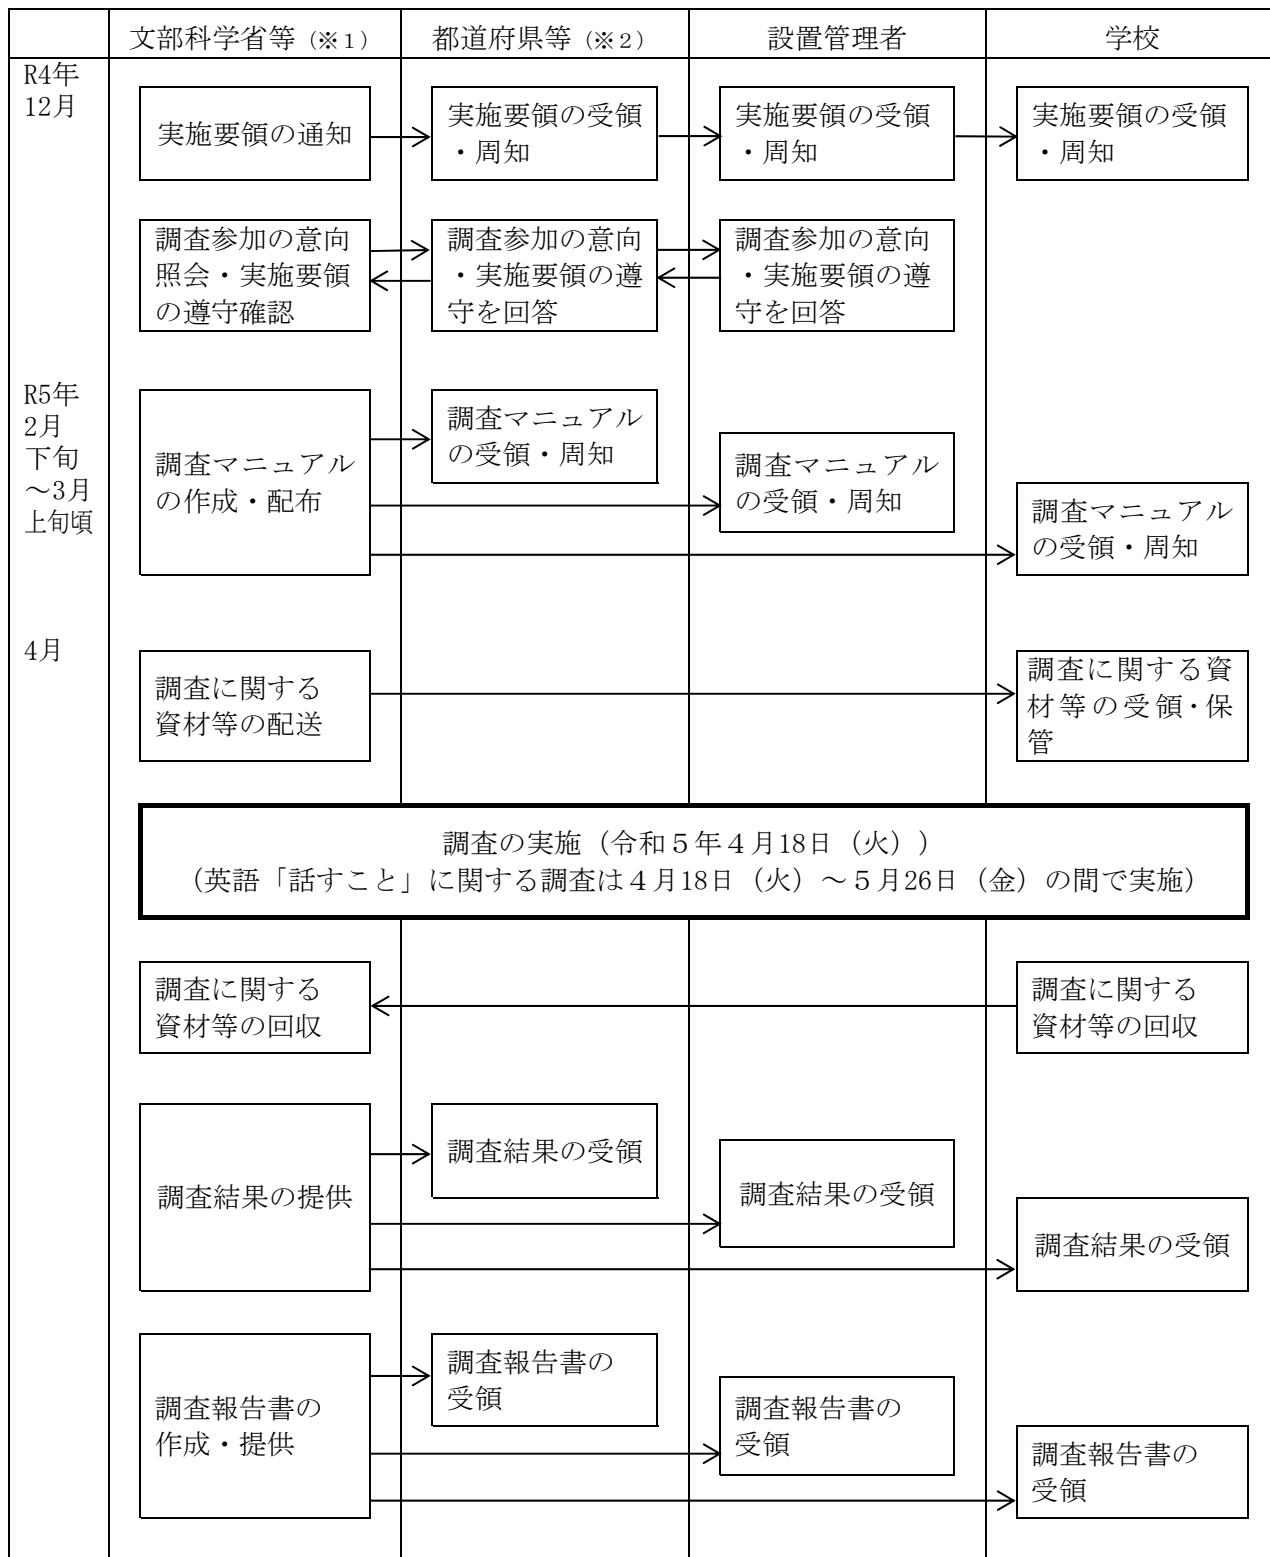 文部科学省等（※１）
都道府県等（※２）
設置管理者
学校
R4年
12月
実施要領の通知
実施要領の受領
・周知
実施要領の受領
・周知
実施要領の受領
・周知
調査参加の意向
照会・実施要領
の遵守確認
調査参加の意向
・実施要領の遵
守を回答
調査参加の意向
・実施要領の遵
守を回答
R5年
2月
下旬
～3月
上旬頃
調査マニュアル
の作成・配布
調査マニュアル
の受領・周知
調査マニュアル
の受領・周知
調査マニュアル
の受領・周知
4月
調査に関する
資材等の配送
調査に関する資
材等の受領・保
管
調査の実施（令和５年４月18日（火））
（英語「話すこと」に関する調査は４月18日（火）～５月26日（金）の間で実施）
調査に関する
資材等の回収
調査に関する
資材等の回収
調査結果の提供
調査結果の受領
調査結果の受領
調査結果の受領
調査報告書の
作成・提供
調査報告書の
受領
調査報告書の
受領
調査報告書の
受領